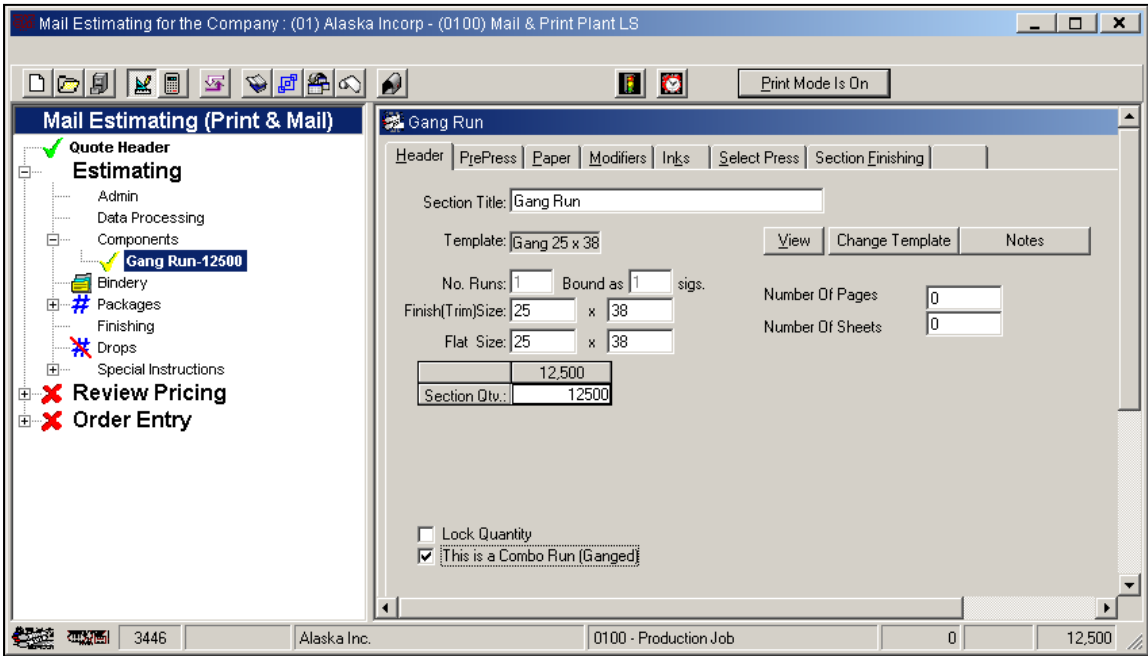 Mail Estimating for the Company : (01) Alaska Incorp - (0100) Mail & Print Plant LS
Print Mode Is On
Mail Estimating (Print & Mail)
Quote Header
Estimating
Admin
Data Processing
Components
Gang Run-12500
Bindery
Packages
Finishing
Drops
Special Instructions
Review Pricing
Order Entry
Gang Run
Header PrePress Paper Modifiers Inks Select Press Section Finishing
Section Title: Gang Run
Template: Gang 25 x 38 View Change Template Notes
No. Runs: 1 Bound as 1 sigs.
Number Of Pages 0
Finish(Trim)Size: 25 x 38
Number Of Sheets 0
Flat Size: 25 x 38
12,500
Section Qty.: 12500
Lock Quantity
This is a Combo Run (Ganged)
3446 Alaska Inc. 0100 - Production Job 0 12,500